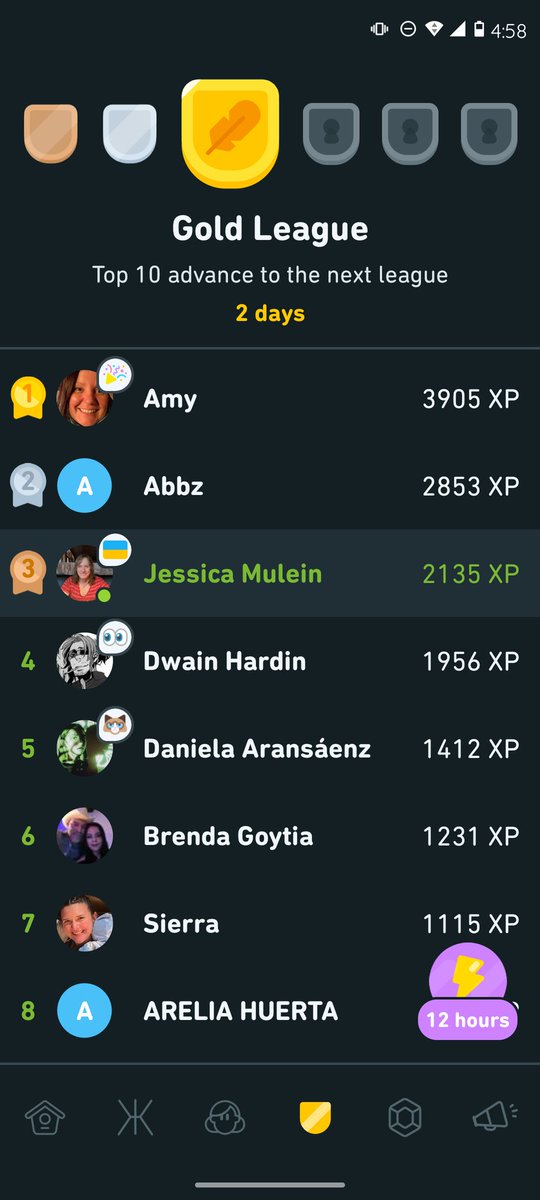 4:58
Gold League
Top 10 advance to the next league
2 days
1 Amy 3905 XP
2 A Abbz 2853 XP
3 Jessica Mulein 2135 XP
4 Dwain Hardin 1956 XP
5 Daniela Aransáenz 1412 XP
6 Brenda Goytia 1231 XP
7 Sierra 1115 XP
8 A ARELIA HUERTA
12 hours
Ж